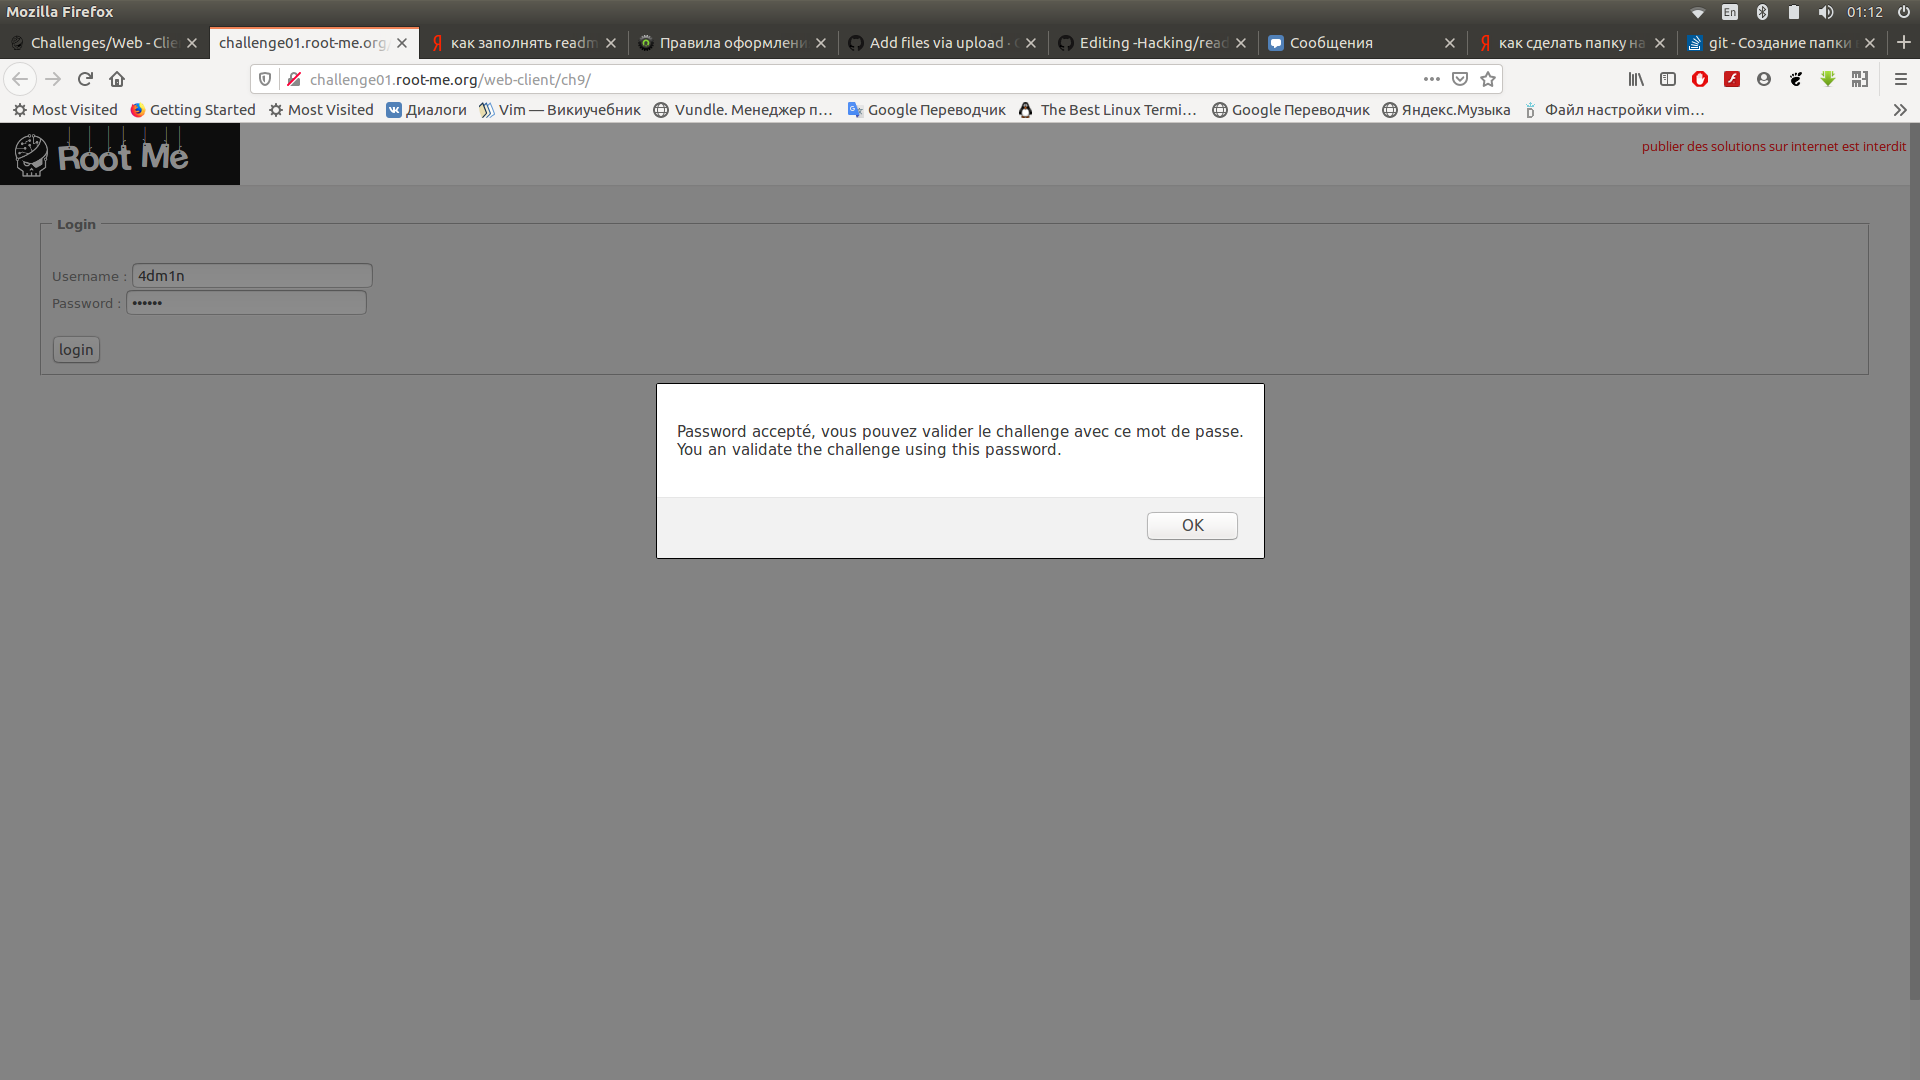 Mozilla Firefox
En
01:12
Challenges/Web - Clie
challenge01.root-me.org/
как заполнять readm
Правила оформлени
Add files via upload ·
Editing -Hacking/read
Сообщения
как сделать папку на
git - Создание папки
challenge01.root-me.org/web-client/ch9/
Most Visited
Getting Started
Most Visited
Диалоги
Vim — Викиучебник
Vundle. Менеджер п…
Google Переводчик
The Best Linux Termi…
Google Переводчик
Яндекс.Музыка
Файл настройки vim…
Root Me
publier des solutions sur internet est interdit
Login
Username : 4dm1n
Password : ••••••
login
Password accepté, vous pouvez valider le challenge avec ce mot de passe.
You an validate the challenge using this password.
OK